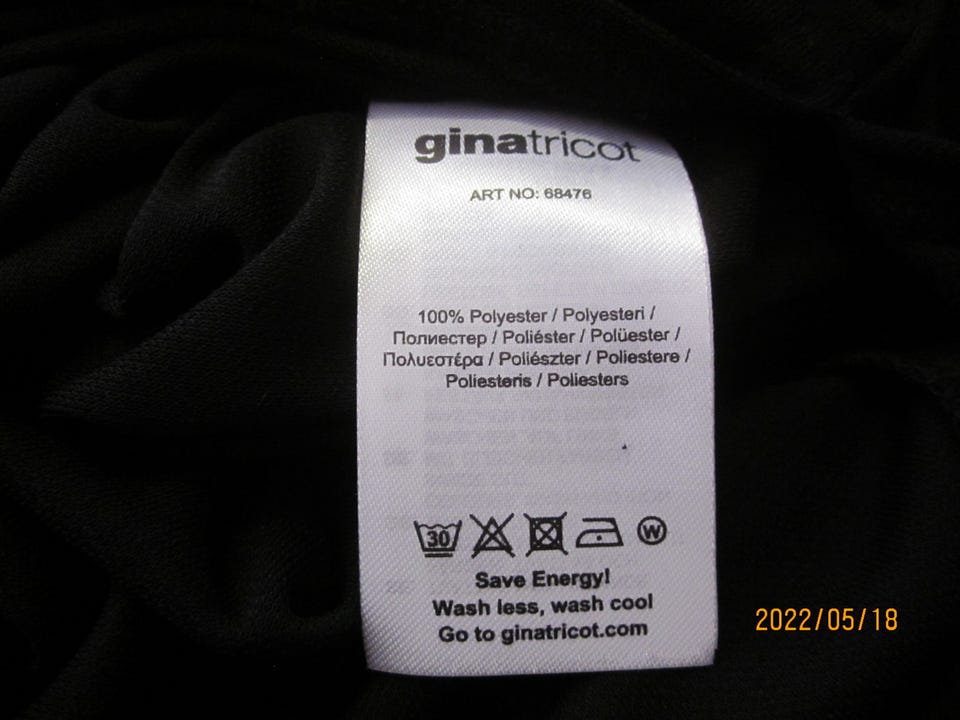 ginatricot
ART NO: 68476
100% Polyester / Polyesteri /
Полиестер / Poliéster / Polüester /
Πολυεστέρα / Poliészter / Poliestere /
Poliesteris / Poliesters
30 W
Save Energy!
Wash less, wash cool
Go to ginatricot.com
2022/05/18